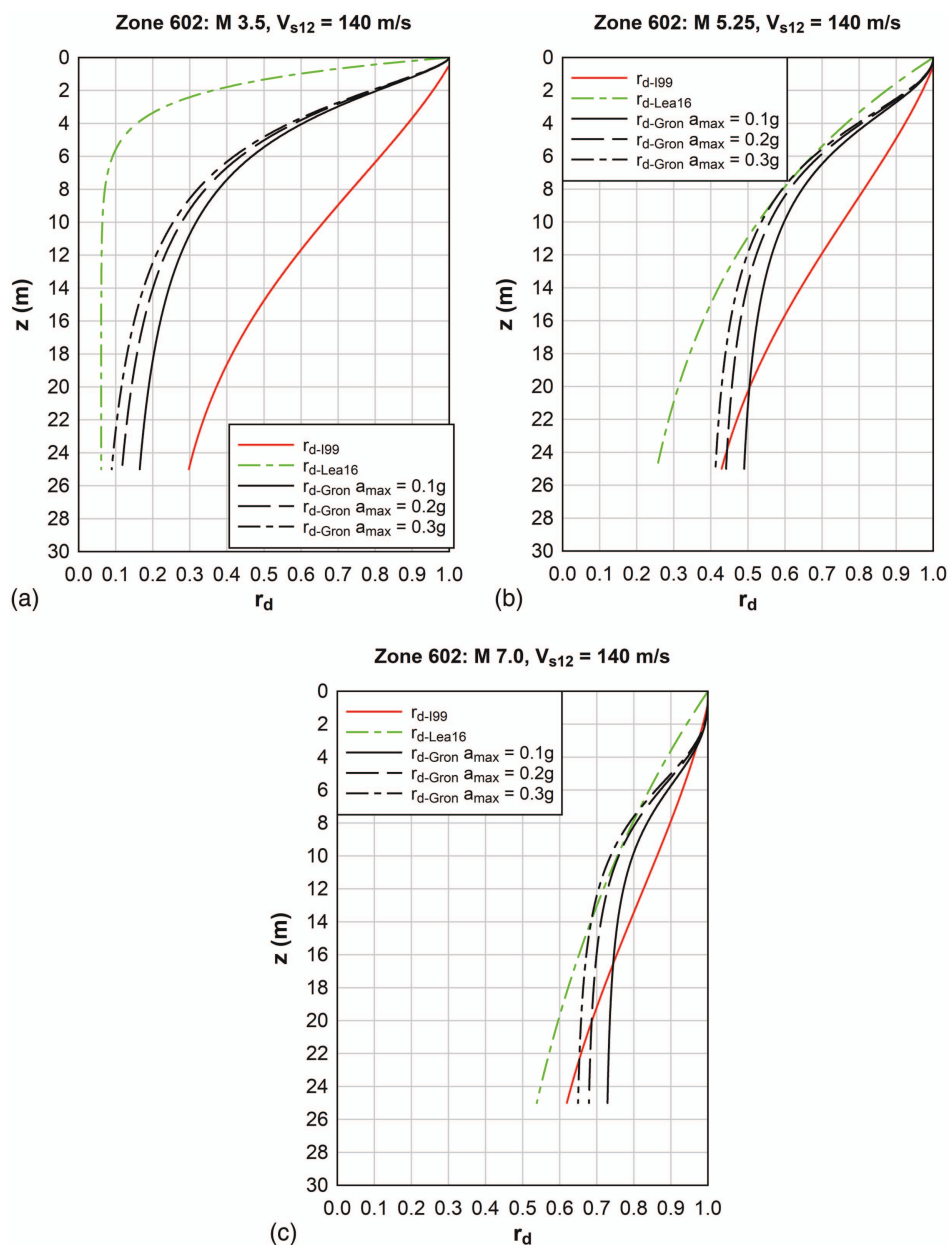 Zone 602: M 3.5, Vs12 = 140 m/s
0
2
4
6
8
10
12
14
16
18
20
22
24
26
28
30
z (m)
rd-I99
rd-Lea16
rd-Gron amax = 0.1g
rd-Gron amax = 0.2g
rd-Gron amax = 0.3g
0.0 0.1 0.2 0.3 0.4 0.5 0.6 0.7 0.8 0.9 1.0
(a)
rd
Zone 602: M 5.25, Vs12 = 140 m/s
0
2
4
6
8
10
12
14
16
18
20
22
24
26
28
30
z (m)
rd-I99
rd-Lea16
rd-Gron amax = 0.1g
rd-Gron amax = 0.2g
rd-Gron amax = 0.3g
0.0 0.1 0.2 0.3 0.4 0.5 0.6 0.7 0.8 0.9 1.0
(b)
rd
Zone 602: M 7.0, Vs12 = 140 m/s
0
2
4
6
8
10
12
14
16
18
20
22
24
26
28
30
z (m)
rd-I99
rd-Lea16
rd-Gron amax = 0.1g
rd-Gron amax = 0.2g
rd-Gron amax = 0.3g
0.0 0.1 0.2 0.3 0.4 0.5 0.6 0.7 0.8 0.9 1.0
(c)
rd